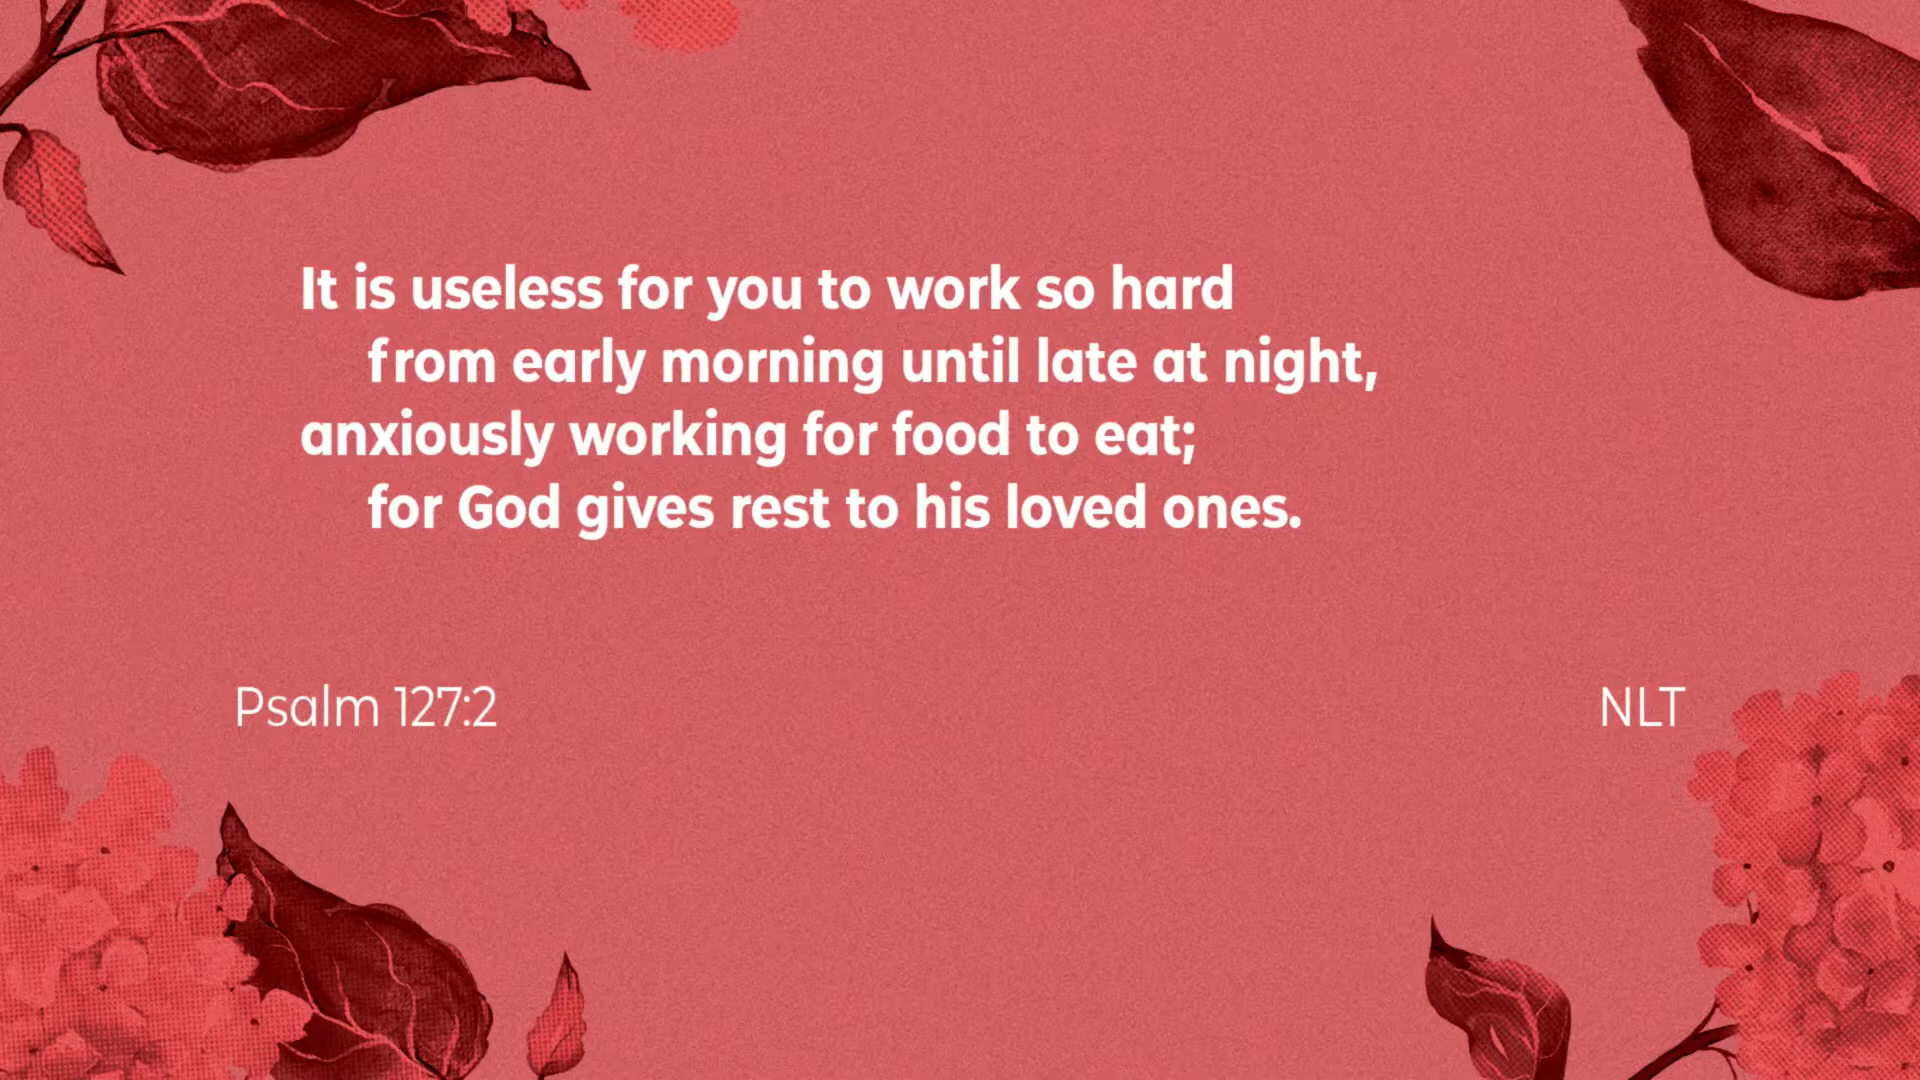 It is useless for you to work so hard
from early morning until late at night,
anxiously working for food to eat;
for God gives rest to his loved ones.
Psalm 127:2
NLT